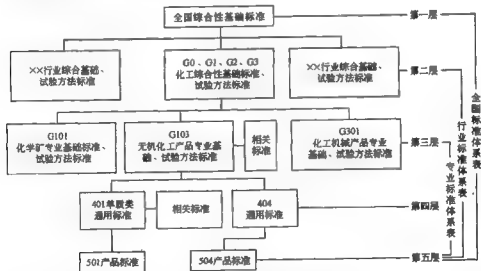 全国综合性基础标准
第一层
××行业综合基础、
试验方法标准
G0、G1、G2、G3
化工综合性基础标准、
试验方法标准
××行业综合基础、
试验方法标准
第二层
G101
化学矿专业基础标准、
试验方法标准
G103
无机化工产品专业基
础、试验方法标准
相关
标准
G301
化工机械产品专业
基础、试验方法标准
第三层
401单酸类
通用标准
相关标准
404
通用标准
第四层
501产品标准
504产品标准
第五层
专业标准体系表
行业标准体系表
全国标准体系表